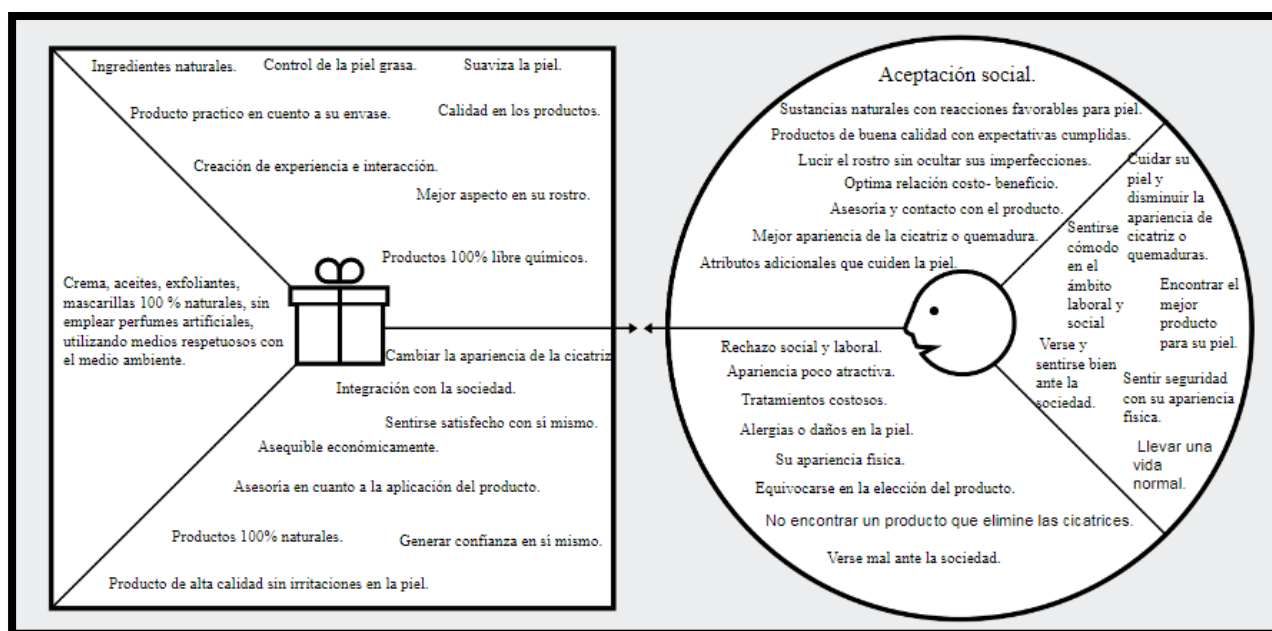 Ingredientes naturales.
Control de la piel grasa.
Suaviza la piel.
Producto practico en cuento a su envase.
Calidad en los productos.
Creación de experiencia e interacción.
Mejor aspecto en su rostro.
Productos 100% libre químicos.
Crema, aceites, exfoliantes,
mascarillas 100 % naturales, sin
emplear perfumes artificiales,
utilizando medios respetuosos con
el medio ambiente.
Cambiar la apariencia de la cicatriz
Integración con la sociedad.
Sentirse satisfecho con sí mismo.
Asequible económicamente.
Asesoría en cuanto a la aplicación del producto.
Productos 100% naturales.
Generar confianza en sí mismo.
Producto de alta calidad sin irritaciones en la piel.
Aceptación social.
Sustancias naturales con reacciones favorables para piel.
Productos de buena calidad con expectativas cumplidas.
Lucir el rostro sin ocultar sus imperfecciones.
Optima relación costo- beneficio.
Asesoría y contacto con el producto.
Mejor apariencia de la cicatriz o quemadura.
Atributos adicionales que cuiden la piel.
Cuidar su
piel y
disminuir la
apariencia de
cicatriz o
quemaduras.
Sentirse
cómodo
en el
ámbito
laboral y
social
Encontrar el
mejor
producto
para su piel.
Verse y
sentirse bien
ante la
sociedad.
Sentir seguridad
con su apariencia
física.
Llevar una
vida
normal.
Rechazo social y laboral.
Apariencia poco atractiva.
Tratamientos costosos.
Alergias o daños en la piel.
Su apariencia física.
Equivocarse en la elección del producto.
No encontrar un producto que elimine las cicatrices.
Verse mal ante la sociedad.